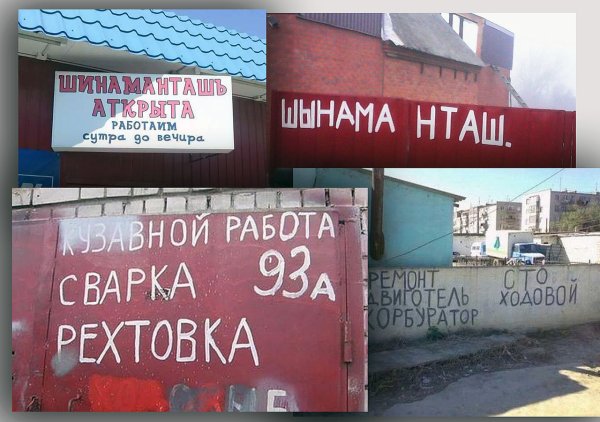 ШИНАМАНТАШЪ
АТКРЫТА
РАБОТАИМ
сутра до вечира
ШЫНАМА НТАШ.
КУЗАВНОЙ РАБОТА
СВАРКА 93А
РЕХТОВКА
РЕМОНТ
ДВИГОТЕЛЬ
КОРБУРАТОР
СТО
ХОДОВОЙ